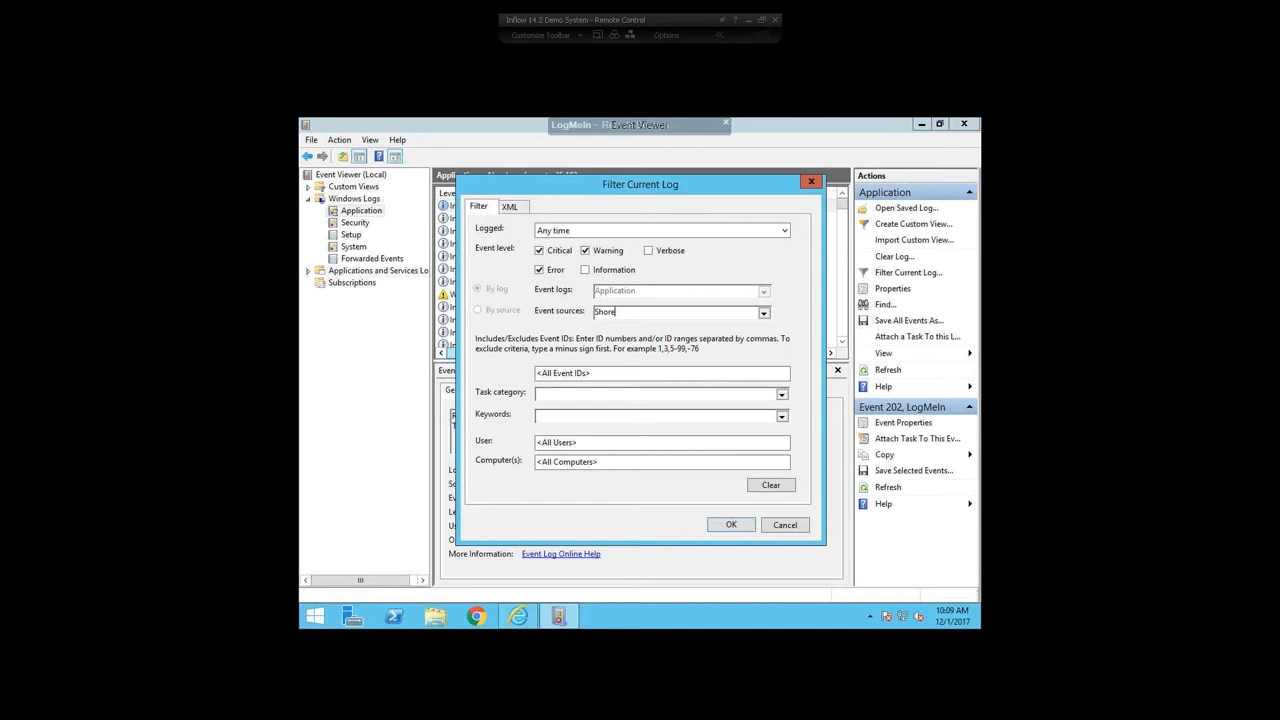 Inflow 14.2 Demo System - Remote Control
Customize Toolbar
Options
LogMeIn - R
Event Viewer
File Action View Help
Event Viewer (Local)
Custom Views
Windows Logs
Application
Security
Setup
System
Forwarded Events
Applications and Services Lo
Subscriptions
Filter Current Log
Filter XML
Logged: Any time
Event level: Critical Warning Verbose
Error Information
By log Event logs: Application
By source Event sources: Shore
Includes/Excludes Event IDs: Enter ID numbers and/or ID ranges separated by commas. To
exclude criteria, type a minus sign first. For example 1,3,5-99,-76
<All Event IDs>
Task category:
Keywords:
User: <All Users>
Computer(s): <All Computers>
Clear
OK Cancel
More Information: Event Log Online Help
Actions
Application
Open Saved Log...
Create Custom View...
Import Custom View...
Clear Log...
Filter Current Log...
Properties
Find...
Save All Events As...
Attach a Task To this L...
View
Refresh
Help
Event 202, LogMeIn
Event Properties
Attach Task To This Ev...
Copy
Save Selected Events...
Refresh
Help
10:09 AM
12/1/2017